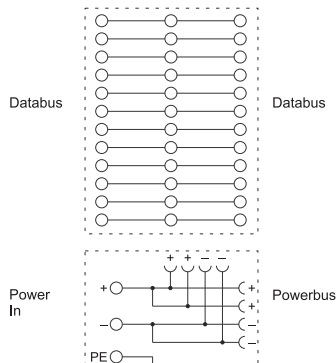 Databus
Databus
+ + – –
Power
In
+
+
+
Powerbus
–
–
–
PE